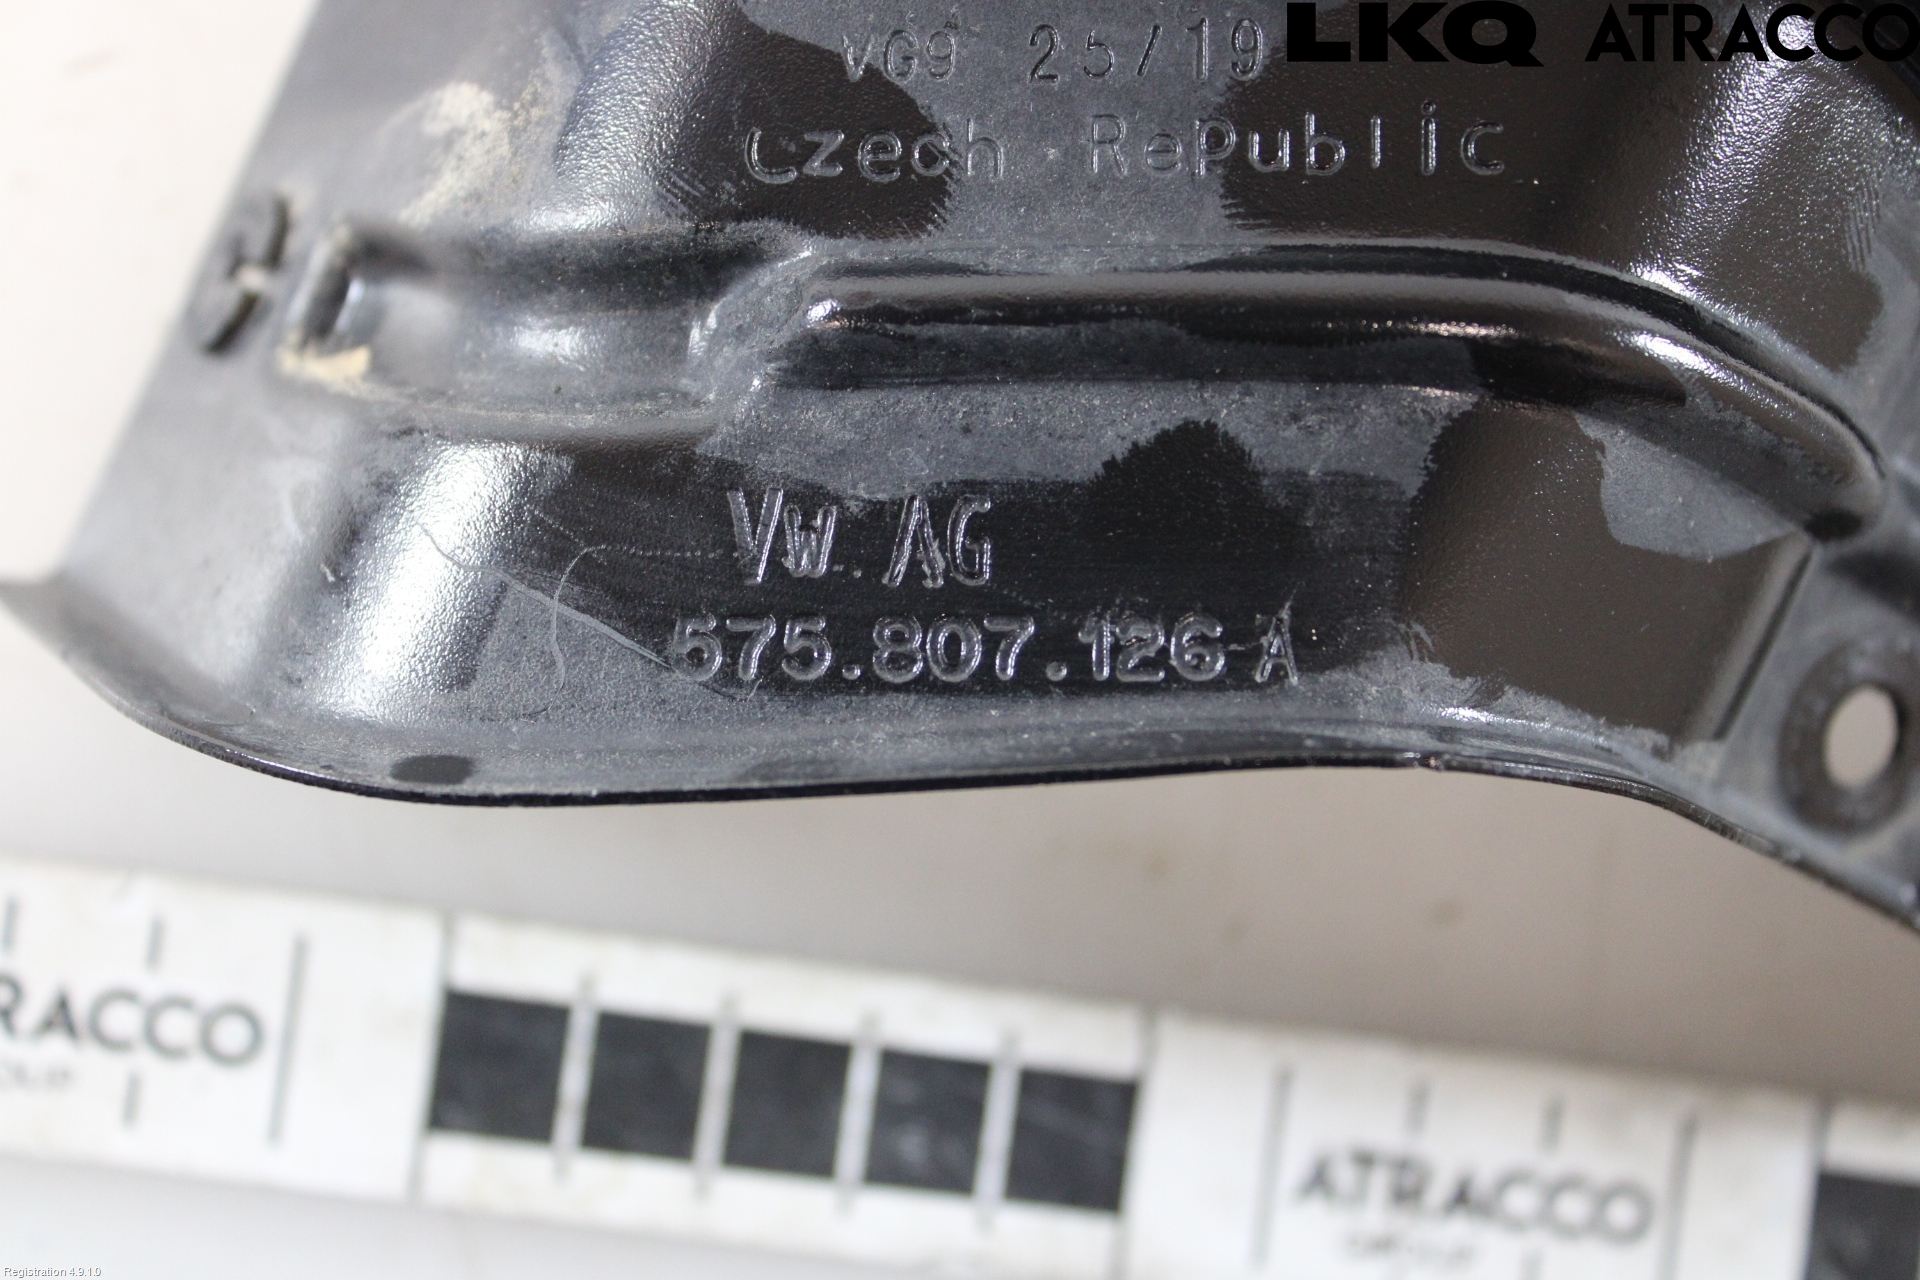 LKQ ATRACCO
VG9 25/19
Czech RePublic
VW AG
575.807.126 A
RACCO
ATRACCO
Registration 4.9.1.0